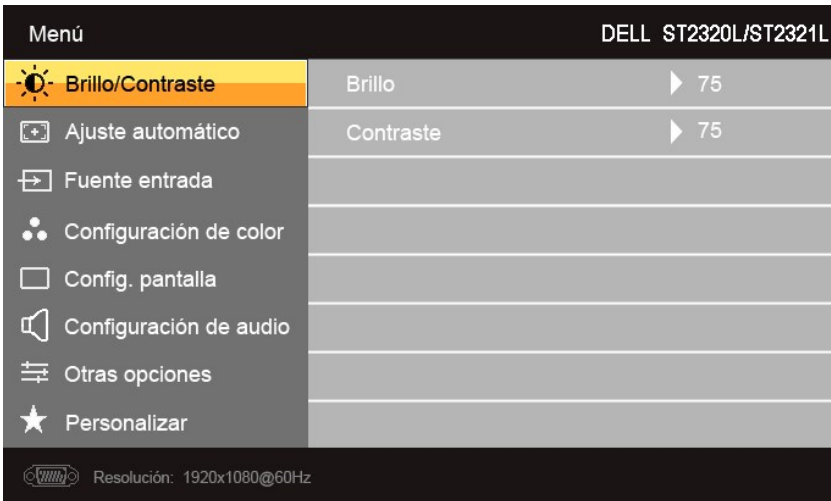 Menú DELL ST2320L/ST2321L
Brillo/Contraste Brillo 75
Ajuste automático Contraste 75
Fuente entrada
Configuración de color
Config. pantalla
Configuración de audio
Otras opciones
Personalizar
Resolución: 1920x1080@60Hz